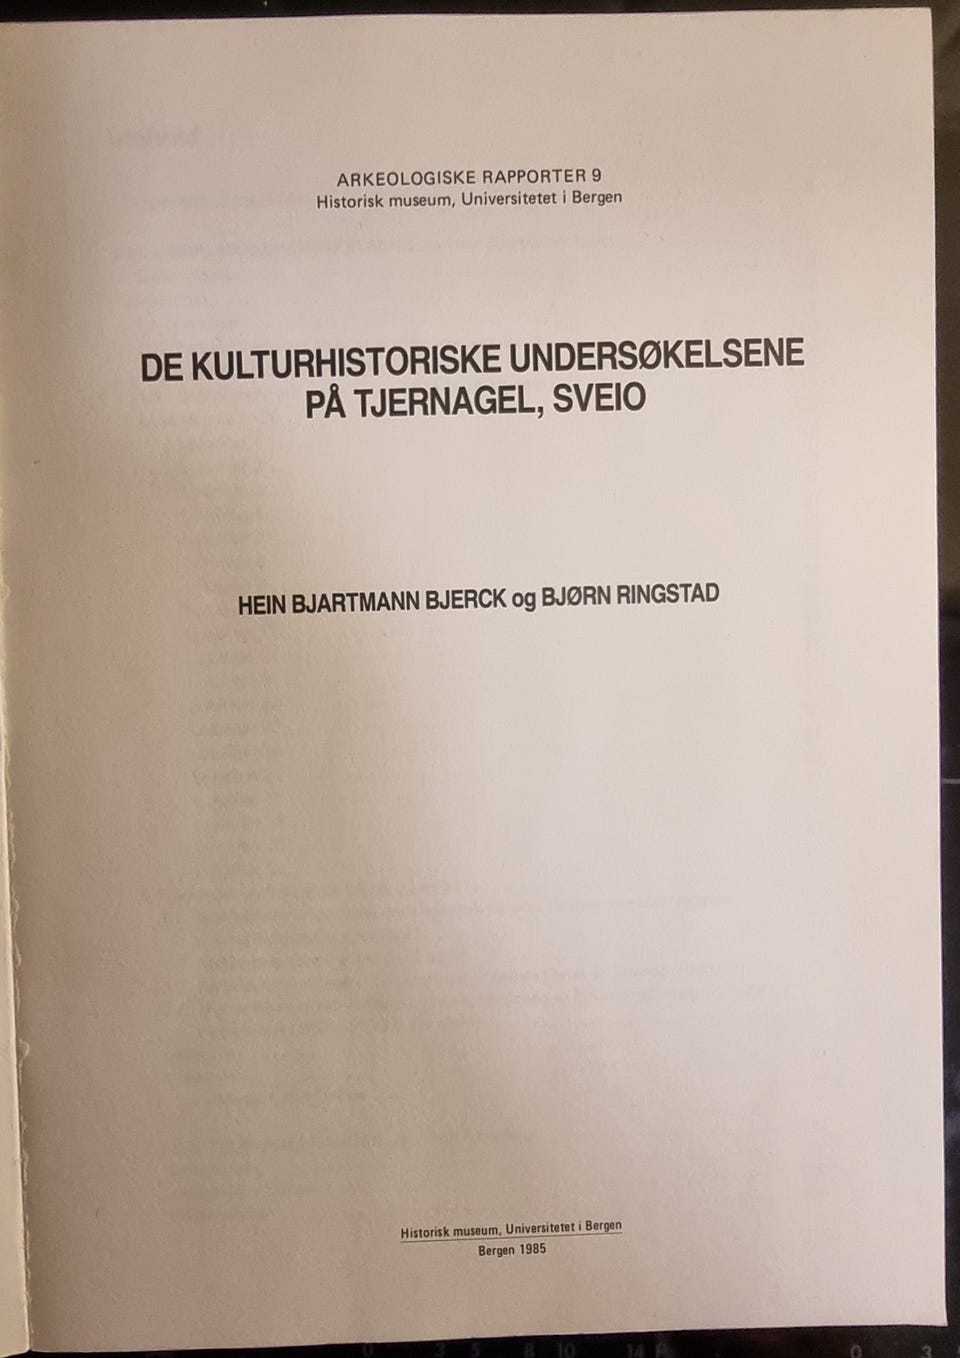 ARKEOLOGISKE RAPPORTER 9
Historisk museum, Universitetet i Bergen
DE KULTURHISTORISKE UNDERSØKELSENE
PÅ TJERNAGEL, SVEIO
HEIN BJARTMANN BJERCK og BJØRN RINGSTAD
Historisk museum, Universitetet i Bergen
Bergen 1985